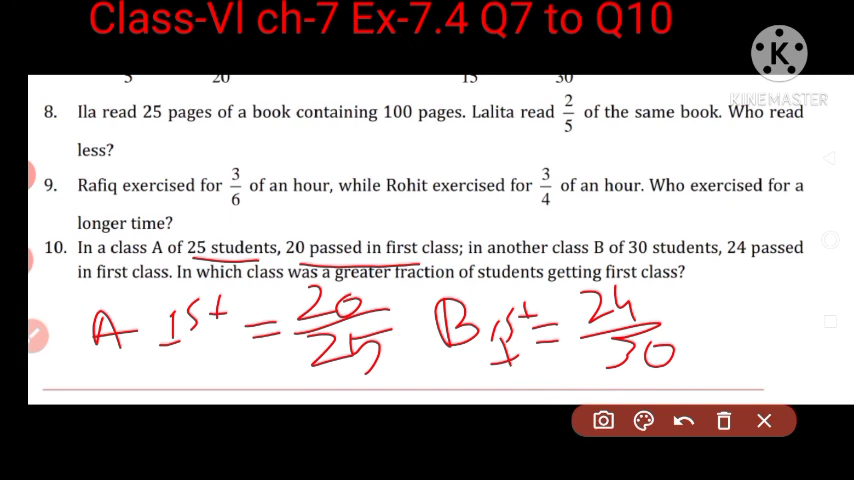 Class-VI ch-7 Ex-7.4 Q7 to Q10
K
KINEMASTER
5 20 15 30
8. Ila read 25 pages of a book containing 100 pages. Lalita read 2/5 of the same book. Who read
less?
9. Rafiq exercised for 3/6 of an hour, while Rohit exercised for 3/4 of an hour. Who exercised for a
longer time?
10. In a class A of 25 students, 20 passed in first class; in another class B of 30 students, 24 passed
in first class. In which class was a greater fraction of students getting first class?
A 1st = 20/25 B 1st = 24/30